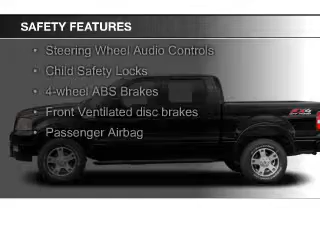 SAFETY FEATURES
• Steering Wheel Audio Controls
• Child Safety Locks
• 4-wheel ABS Brakes
• Front Ventilated disc brakes
• Passenger Airbag